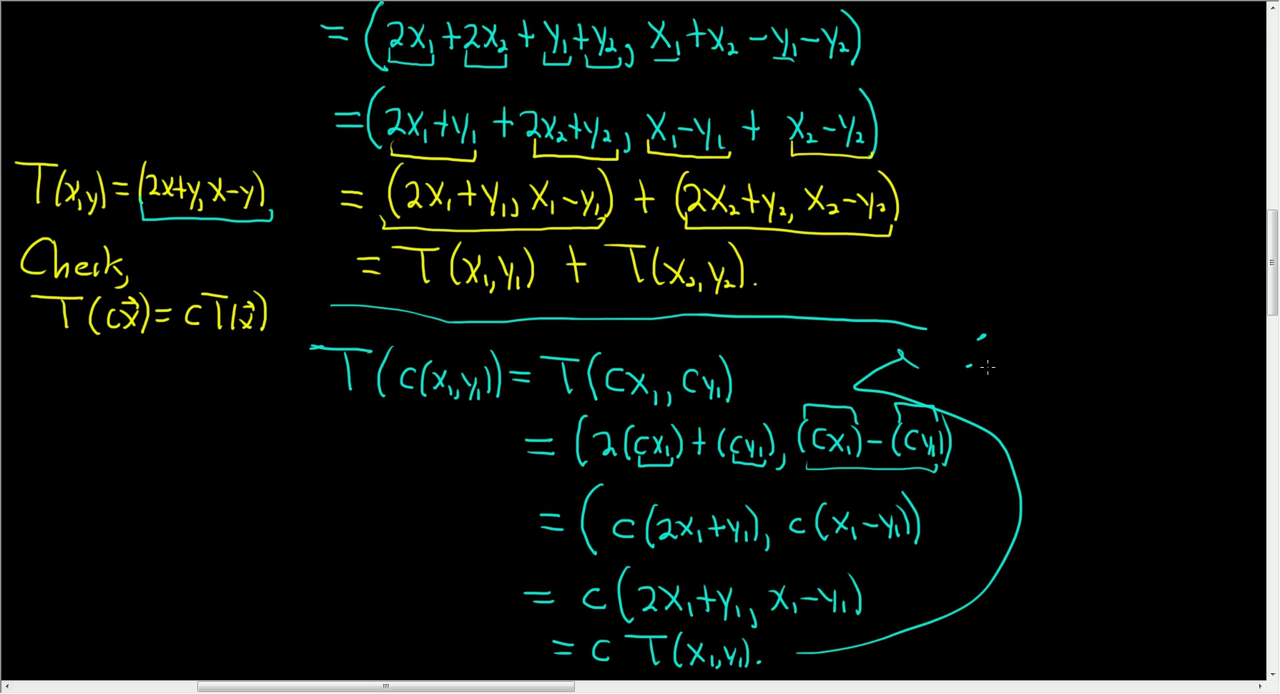 = (2x₁+2x₂+y₁+y₂, x₁+x₂-y₁-y₂)
=(2x₁+y₁ + 2x₂+y₂, x₁-y₁ + x₂-y₂)
T(x,y)=(2x+y, x-y)
= (2x₁+y₁, x₁-y₁) + (2x₂+y₂, x₂-y₂)
Check,
= T(x₁,y₁) + T(x₂,y₂).
T(cx⃗)=cT(x⃗)
T(c(x₁,y₁))=T(cx₁, cy₁)
= (2(cx₁)+(cy₁), (cx₁)-(cy₁))
= (c(2x₁+y₁), c(x₁-y₁))
= c(2x₁+y₁, x₁-y₁)
= c T(x₁,y₁).